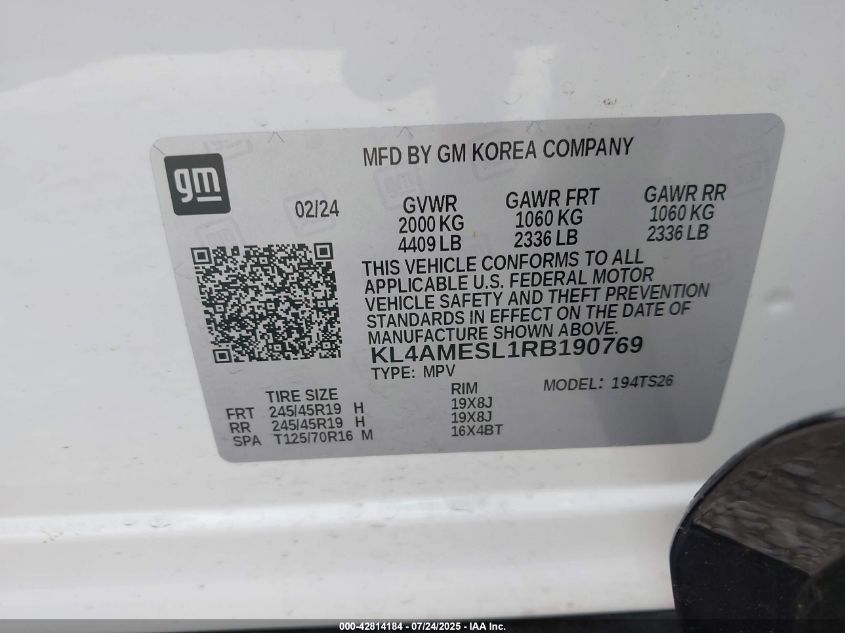 gm
MFD BY GM KOREA COMPANY
02/24
GVWR GAWR FRT GAWR RR
2000 KG 1060 KG 1060 KG
4409 LB 2336 LB 2336 LB
THIS VEHICLE CONFORMS TO ALL
APPLICABLE U.S. FEDERAL MOTOR
VEHICLE SAFETY AND THEFT PREVENTION
STANDARDS IN EFFECT ON THE DATE OF
MANUFACTURE SHOWN ABOVE.
KL4AMESL1RB190769
TYPE: MPV
MODEL: 194TS26
TIRE SIZE RIM
FRT 245/45R19 H 19X8J
RR 245/45R19 H 19X8J
SPA T125/70R16 M 16X4BT
000-42814184 - 07/24/2025 - IAA Inc.